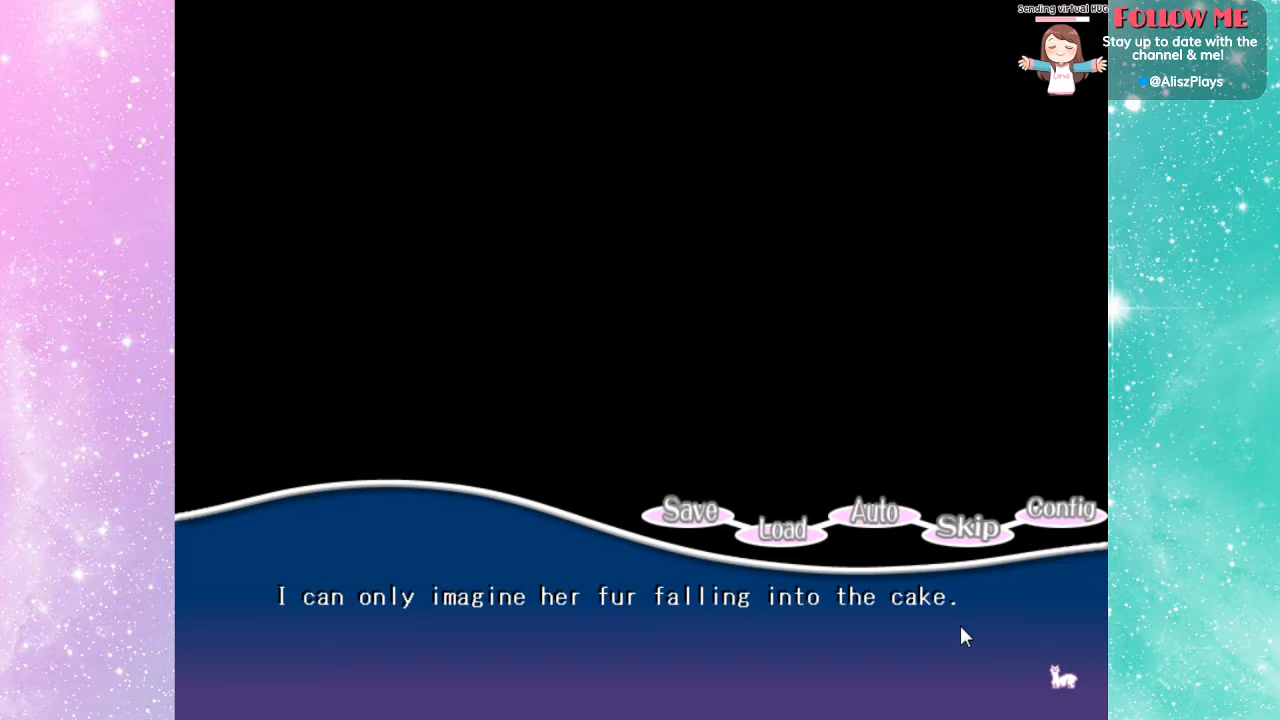 Sending virtual HUG
FOLLOW ME
Stay up to date with the
channel & me!
@AliszPlays
Save
Load
Auto
Skip
Config
I can only imagine her fur falling into the cake.